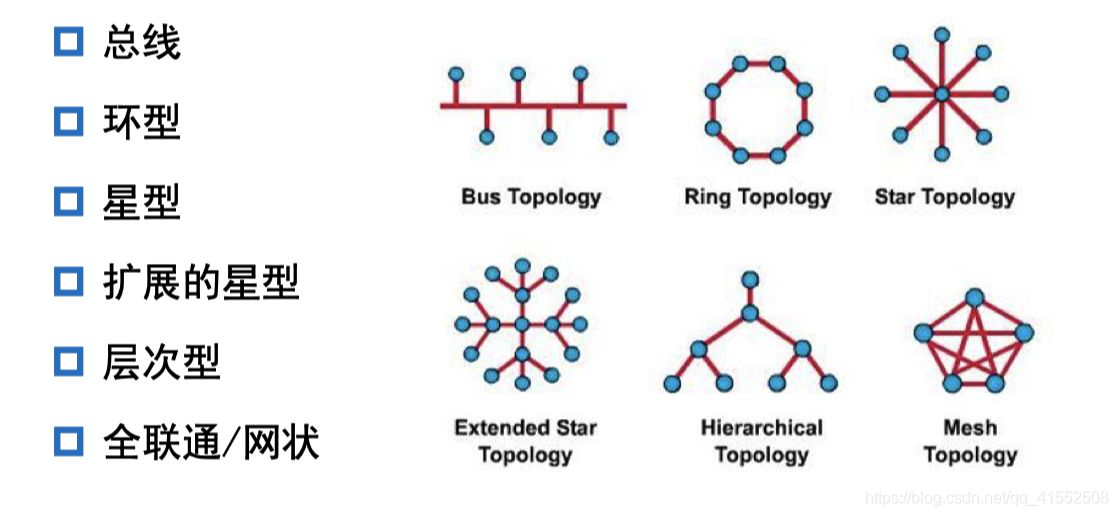 总线
环型
星型
扩展的星型
层次型
全联通/网状
Bus Topology
Ring Topology
Star Topology
Extended Star
Topology
Hierarchical
Topology
Mesh
Topology
https://blog.csdn.net/qq_41552508